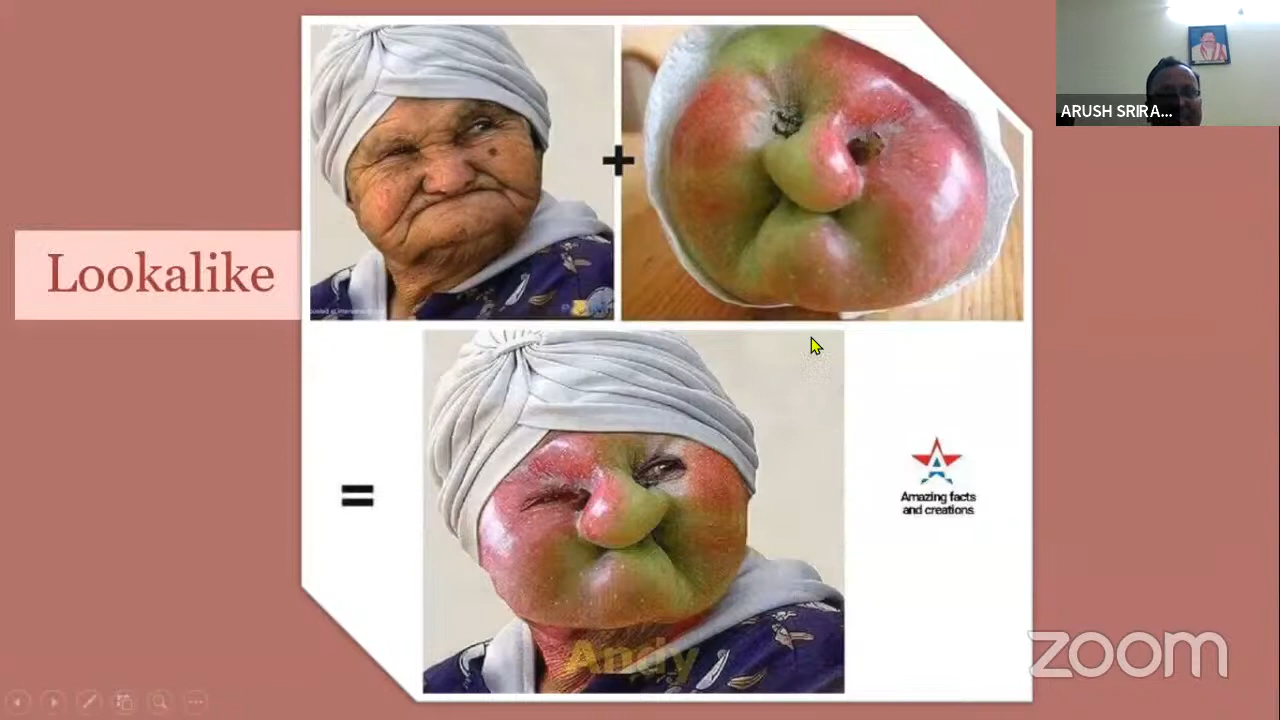 ARUSH SRIRA...
+
Lookalike
=
Amazing facts
and creations
Andy
zoom